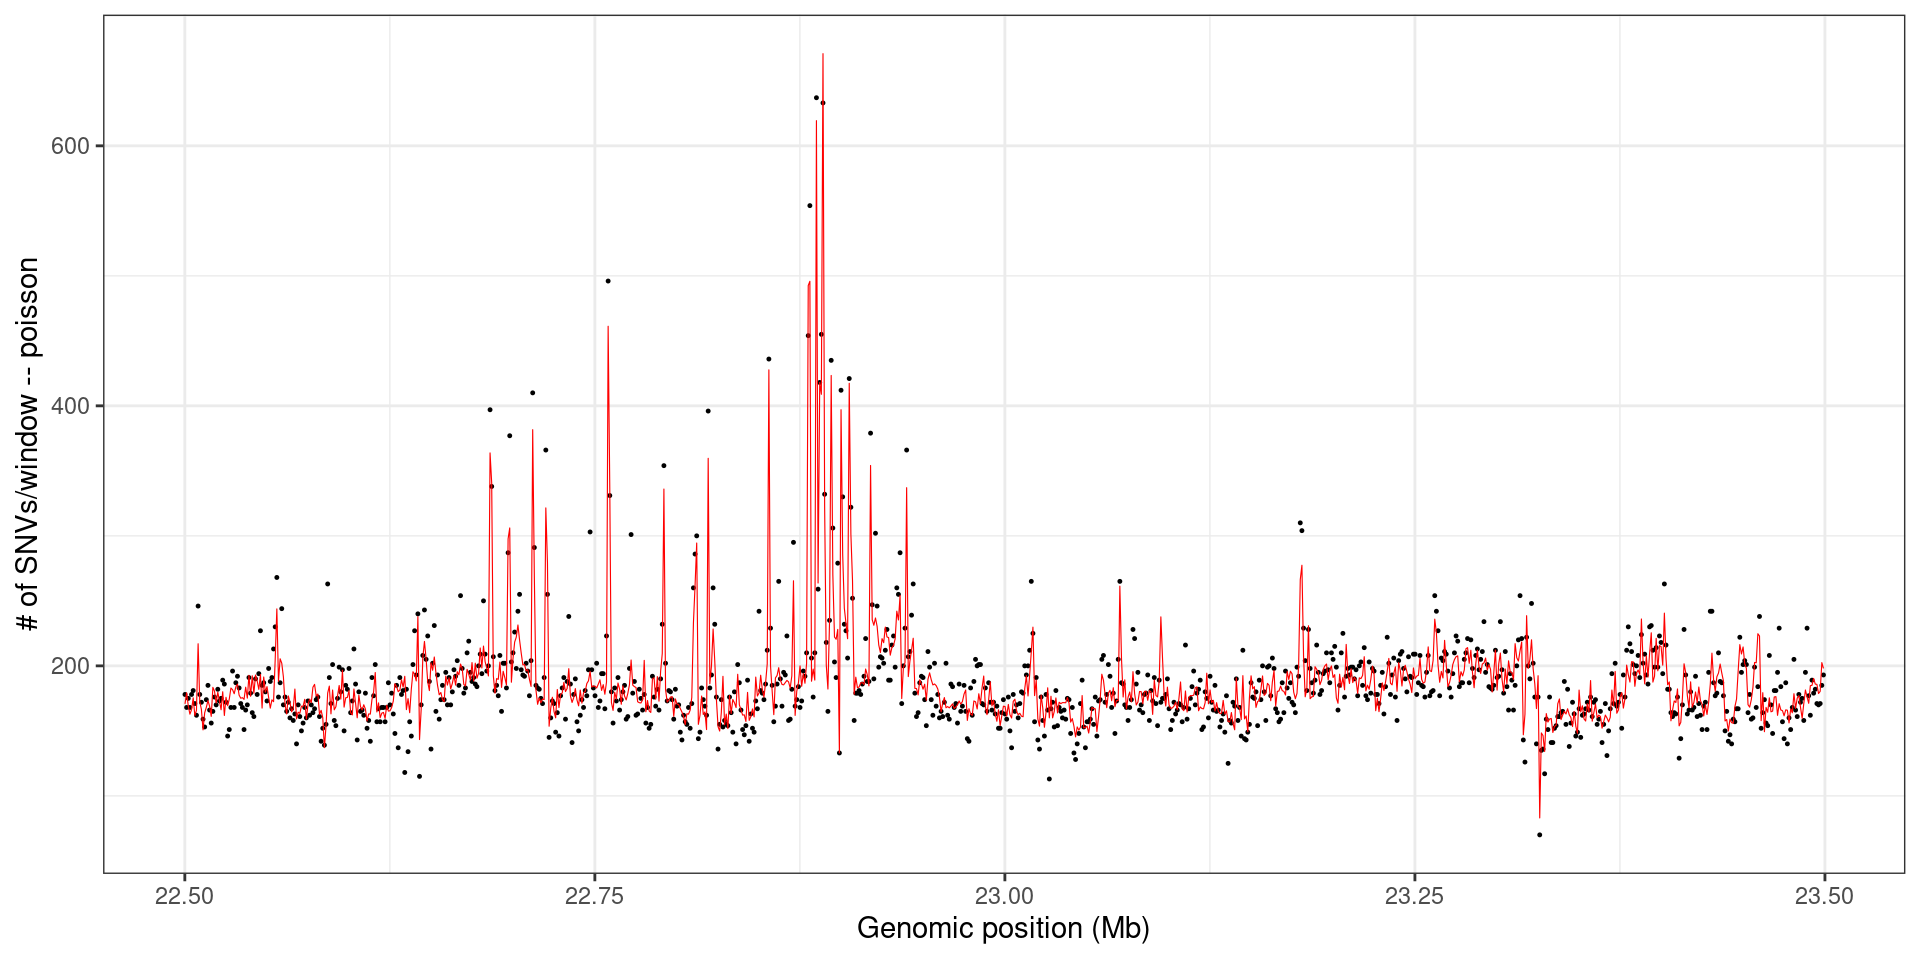 # of SNVs/window -- poisson
600
400
200
22.50 22.75 23.00 23.25 23.50
Genomic position (Mb)